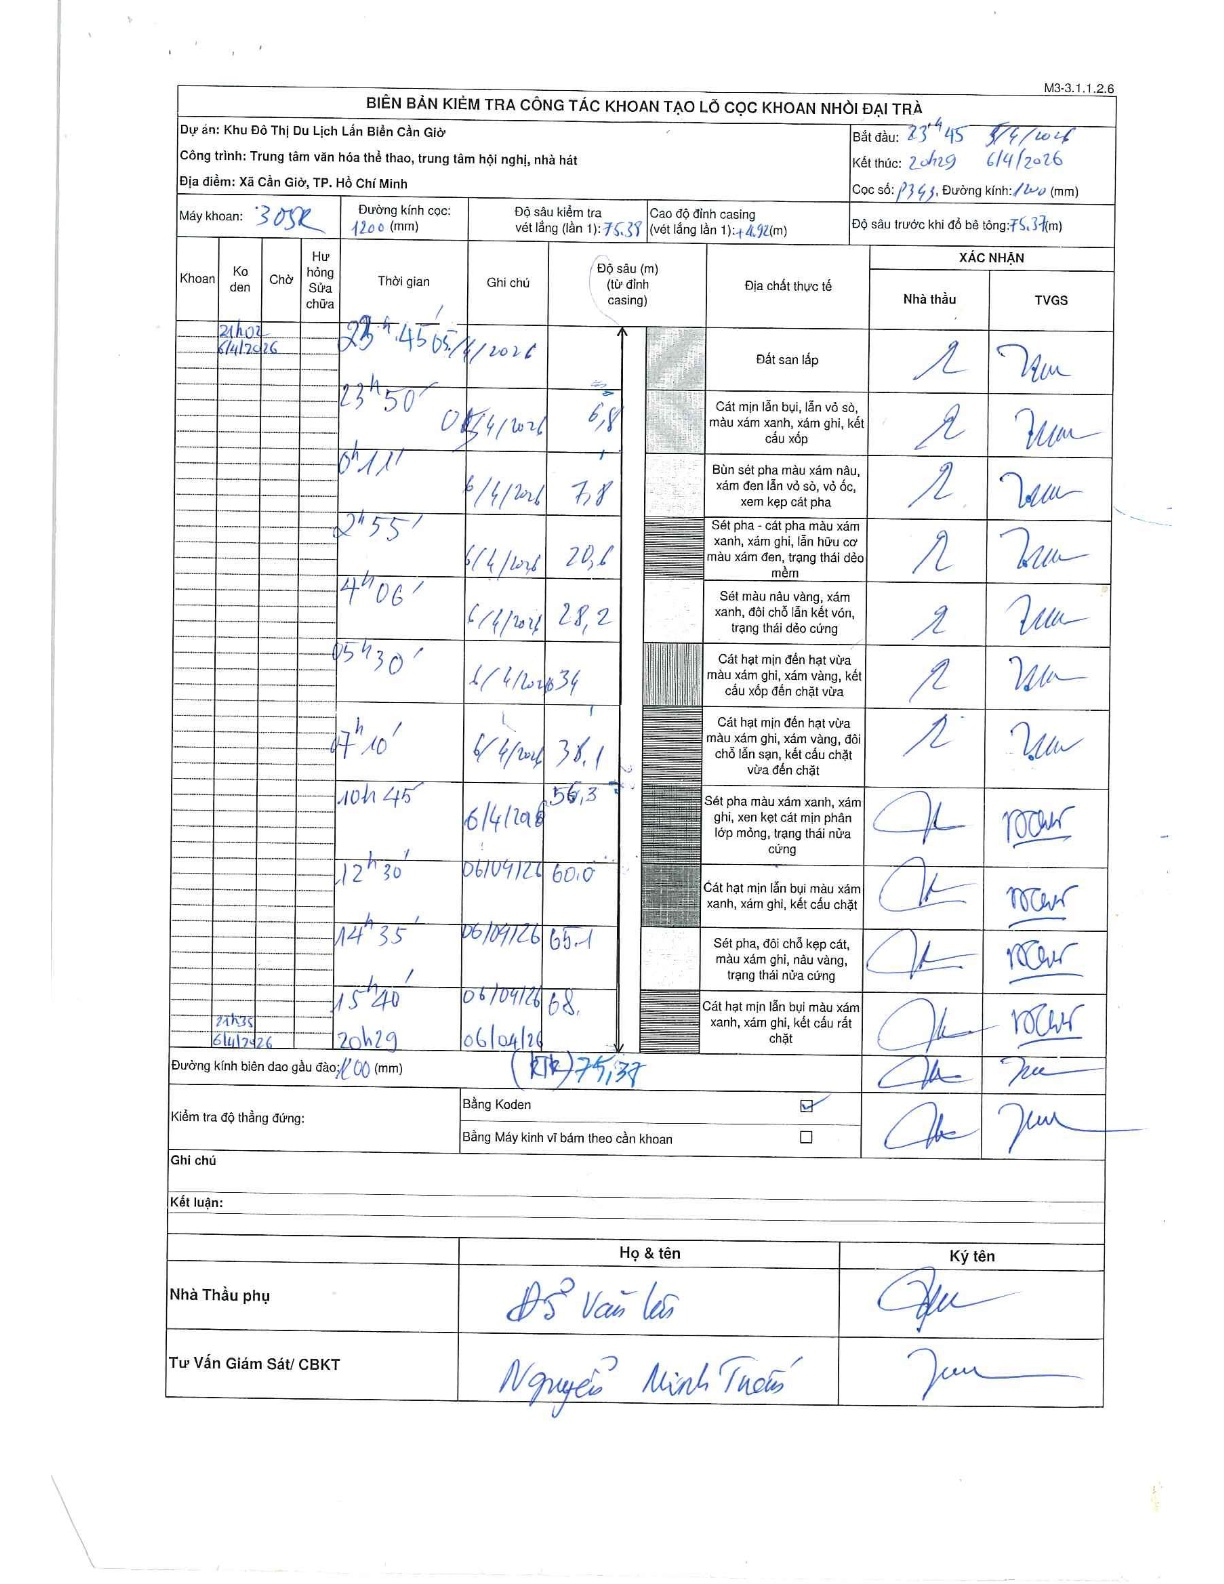 M3-3.1.1.2.6
BIÊN BẢN KIỂM TRA CÔNG TÁC KHOAN TẠO LỖ CỌC KHOAN NHỒI ĐẠI TRÀ
Dự án: Khu Đô Thị Du Lịch Lấn Biển Cần Giờ
Công trình: Trung tâm văn hóa thể thao, trung tâm hội nghị, nhà hát
Địa điểm: Xã Cần Giờ, TP. Hồ Chí Minh
Bắt đầu: 23h45 5/4/2026
Kết thúc: 20h29 6/4/2026
Cọc số: P343. Đường kính: 1200 (mm)
Máy khoan: 305R
Đường kính cọc: 1200 (mm)
Độ sâu kiểm tra vét lắng (lần 1): 75.38
Cao độ đỉnh casing (vét lắng lần 1): +4.92(m)
Độ sâu trước khi đổ bê tông: 75.37(m)
Khoan
Ko den
Chờ
Hư hỏng Sửa chữa
Thời gian
Ghi chú
Độ sâu (m) (từ đỉnh casing)
Địa chất thực tế
XÁC NHẬN
Nhà thầu
TVGS
21h02
6/4/2026
23h45 05/4/2026
Đất san lấp
23h50' 05/4/2026 6,8
Cát mịn lẫn bụi, lẫn vỏ sò,
màu xám xanh, xám ghi, kết
cấu xốp
0h11' 6/4/2026 7,8
Bùn sét pha màu xám nâu,
xám đen lẫn vỏ sò, vỏ ốc,
xem kẹp cát pha
2h55' 6/4/2026 20,6
Sét pha - cát pha màu xám
xanh, xám ghi, lẫn hữu cơ
màu xám đen, trạng thái dẻo
mềm
4h06' 6/4/2026 28,2
Sét màu nâu vàng, xám
xanh, đôi chỗ lẫn kết vón,
trạng thái dẻo cứng
05h30' 6/4/2026 34
Cát hạt mịn đến hạt vừa
màu xám ghi, xám vàng, kết
cấu xốp đến chặt vừa
07h10' 6/4/2026 38.1
Cát hạt mịn đến hạt vừa
màu xám ghi, xám vàng, đôi
chỗ lẫn sạn, kết cấu chặt
vừa đến chặt
10h45 6/4/2026 56,3
Sét pha màu xám xanh, xám
ghi, xen kẹt cát mịn phân
lớp mỏng, trạng thái nửa
cứng
12h30' 06/04/26 60.0
Cát hạt mịn lẫn bụi màu xám
xanh, xám ghi, kết cấu chặt
14h35' 06/04/26 65.1
Sét pha, đôi chỗ kẹp cát,
màu xám ghi, nâu vàng,
trạng thái nửa cứng
15h40' 06/04/26 68.
Cát hạt mịn lẫn bụi màu xám
xanh, xám ghi, kết cấu rất
chặt
21h35
6/4/2026
20h29 06/04/26
Đường kính biên dao gầu đào: 1200 (mm)
75,37
Kiểm tra độ thẳng đứng:
Bằng Koden
Bằng Máy kinh vĩ bám theo cần khoan
Ghi chú
Kết luận:
Họ & tên
Ký tên
Nhà Thầu phụ
Đỗ Văn
Tư Vấn Giám Sát/ CBKT
Nguyễn Minh Tuấn